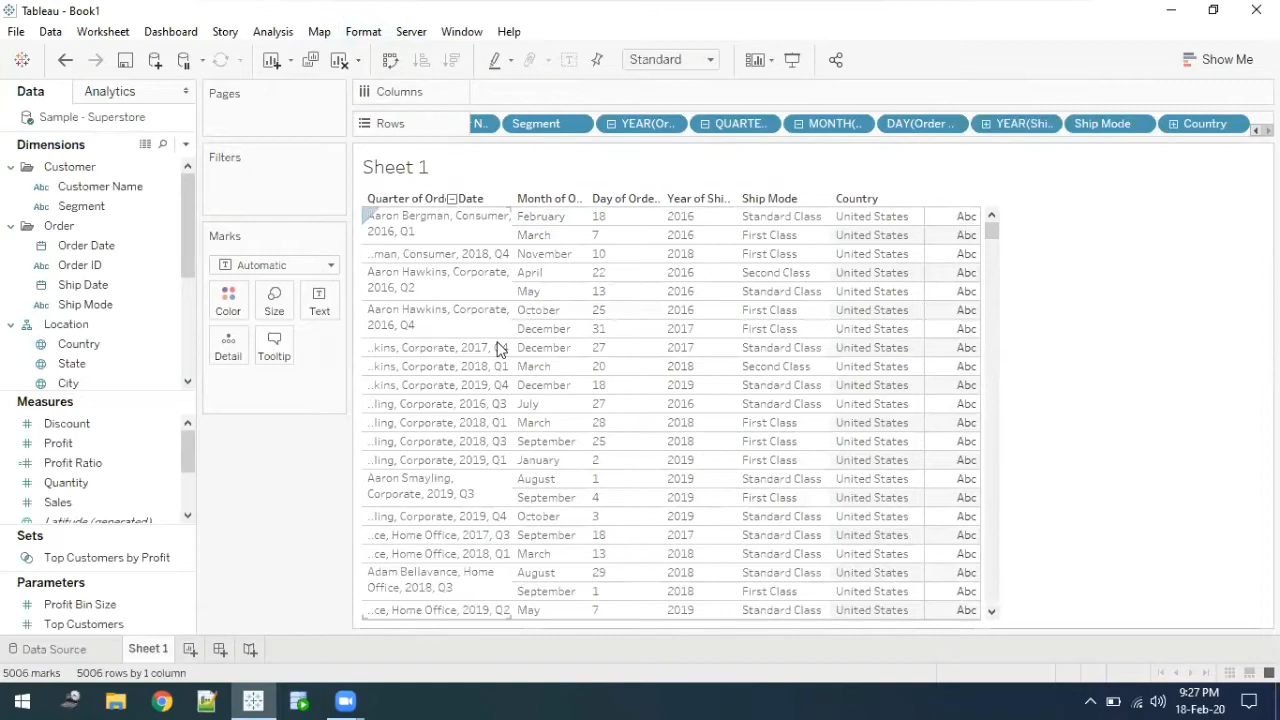 Tableau - Book1
File Data Worksheet Dashboard Story Analysis Map Format Server Window Help
Standard
Show Me
Data Analytics
Sample - Superstore
Dimensions
Customer
Customer Name
Abc Segment
Order
Order Date
Abc Order ID
Ship Date
Abc Ship Mode
Location
Country
State
City
Measures
Discount
Profit
Profit Ratio
Quantity
Sales
Latitude (generated)
Sets
Top Customers by Profit
Parameters
Profit Bin Size
Top Customers
Pages
Filters
Marks
Automatic
Color Size Text
Detail Tooltip
Columns
Rows N.. Segment YEAR(Or.. QUARTE.. MONTH(.. DAY(Order .. YEAR(Shi.. Ship Mode Country
Sheet 1
Quarter of Ord Date Month of O.. Day of Orde.. Year of Shi.. Ship Mode Country
Aaron Bergman, Consumer, February 18 2016 Standard Class United States Abc
2016, Q1 March 7 2016 First Class United States Abc
..man, Consumer, 2018, Q4 November 10 2018 First Class United States Abc
Aaron Hawkins, Corporate, April 22 2016 Second Class United States Abc
2016, Q2 May 13 2016 Standard Class United States Abc
Aaron Hawkins, Corporate, October 25 2016 First Class United States Abc
2016, Q4 December 31 2017 First Class United States Abc
..kins, Corporate, 2017, December 27 2017 Standard Class United States Abc
..kins, Corporate, 2018, Q1 March 20 2018 Second Class United States Abc
..kins, Corporate, 2019, Q4 December 18 2019 Standard Class United States Abc
..ling, Corporate, 2016, Q3 July 27 2016 Standard Class United States Abc
..ling, Corporate, 2018, Q1 March 28 2018 First Class United States Abc
..ling, Corporate, 2018, Q3 September 25 2018 First Class United States Abc
..ling, Corporate, 2019, Q1 January 2 2019 First Class United States Abc
Aaron Smayling, August 1 2019 Standard Class United States Abc
Corporate, 2019, Q3 September 4 2019 First Class United States Abc
..ling, Corporate, 2019, Q4 October 3 2019 Standard Class United States Abc
..ce, Home Office, 2017, Q3 September 18 2017 Standard Class United States Abc
..ce, Home Office, 2018, Q1 March 13 2018 Standard Class United States Abc
Adam Bellavance, Home August 29 2018 Standard Class United States Abc
Office, 2018, Q3 September 1 2018 First Class United States Abc
..ce, Home Office, 2019, Q2 May 7 2019 Standard Class United States Abc
Data Source Sheet 1
5006 marks 5006 rows by 1 column
9:27 PM
18-Feb-20